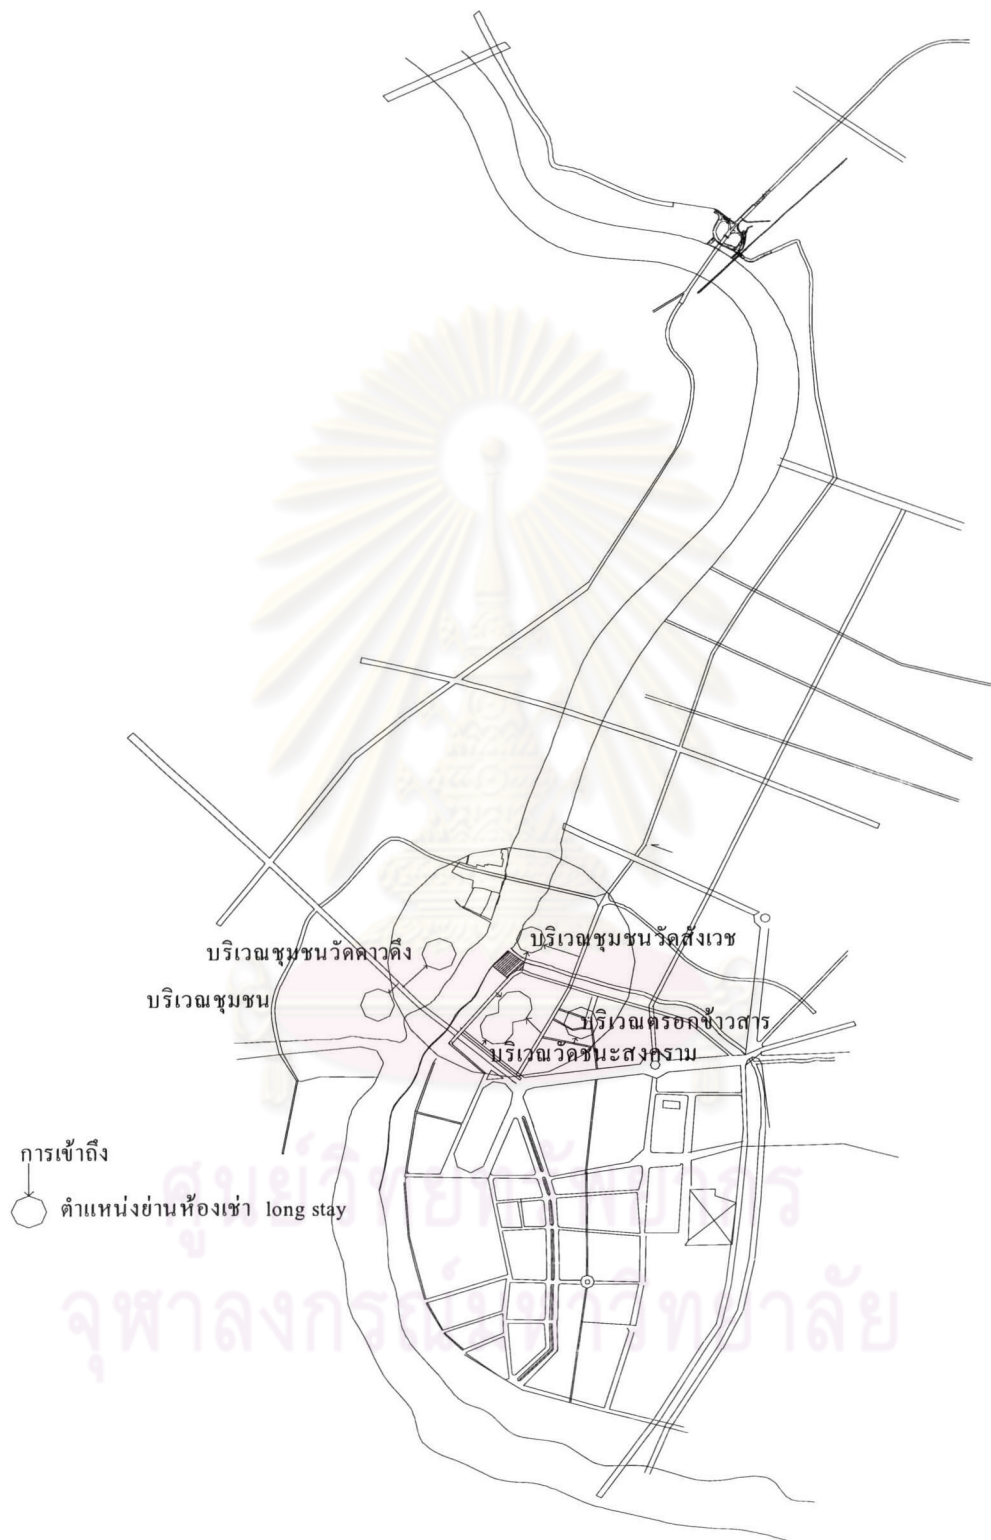 บริเวณชุมชนวัดสังเวช
บริเวณชุมชนวัดดาวดึง
บริเวณชุมชน
บริเวณตรอกข้าวสาร
บริเวณวัดชนะสงคราม
การเข้าถึง
ตำแหน่งย่านห้องเช่า long stay
ศูนย์วิทยทรัพยากร
จุฬาลงกรณ์มหาวิทยาลัย